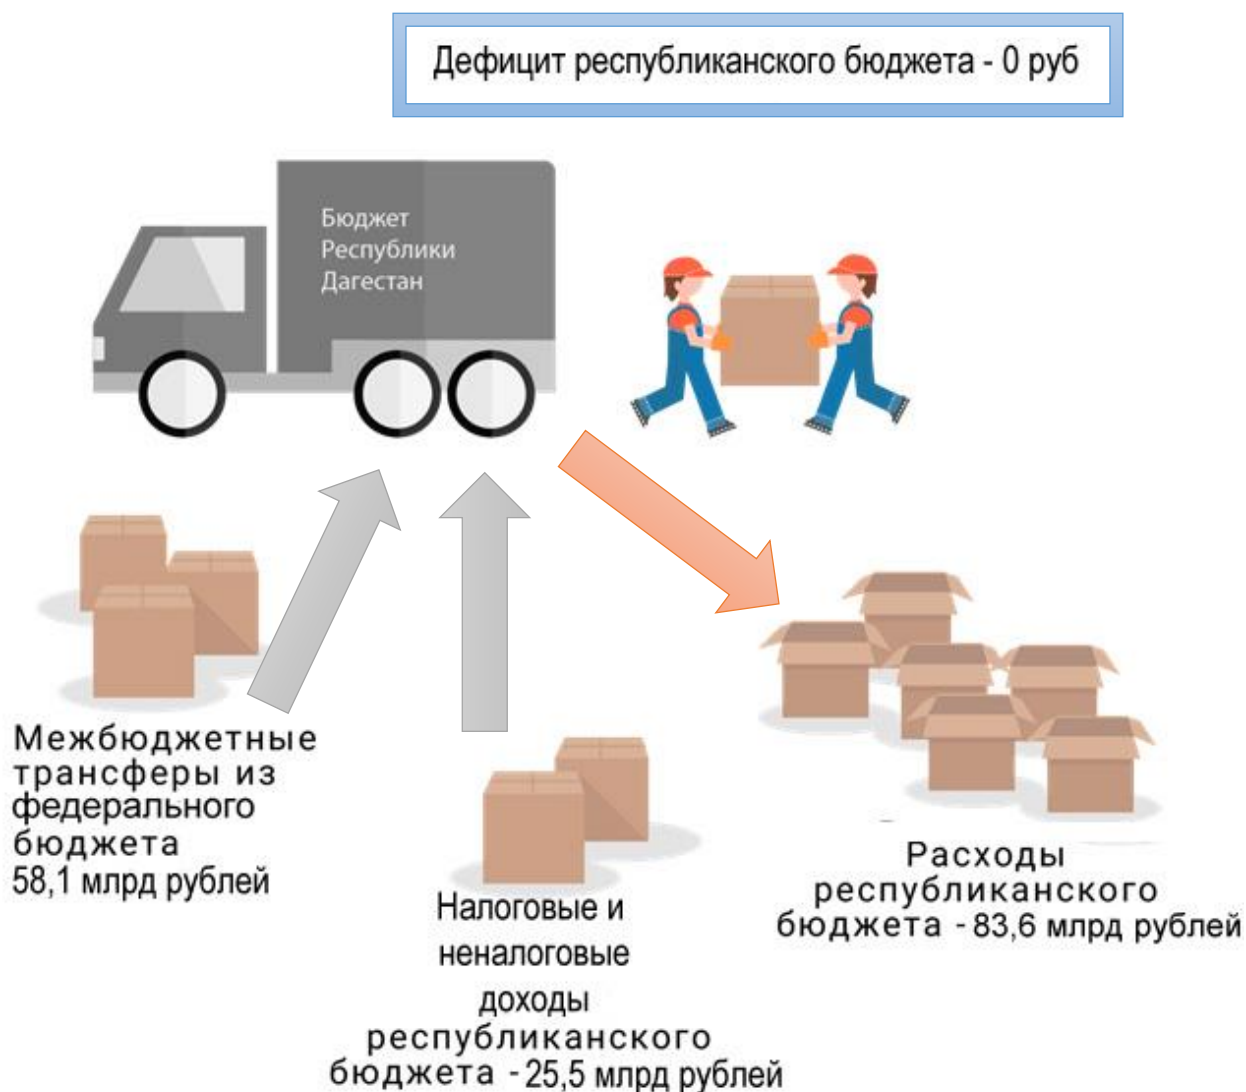 Дефицит республиканского бюджета - 0 руб
Бюджет
Республики
Дагестан
Межбюджетные
трансферы из
федерального
бюджета
58,1 млрд рублей
Налоговые и
неналоговые
доходы
республиканского
бюджета - 25,5 млрд рублей
Расходы
республиканского
бюджета - 83,6 млрд рублей